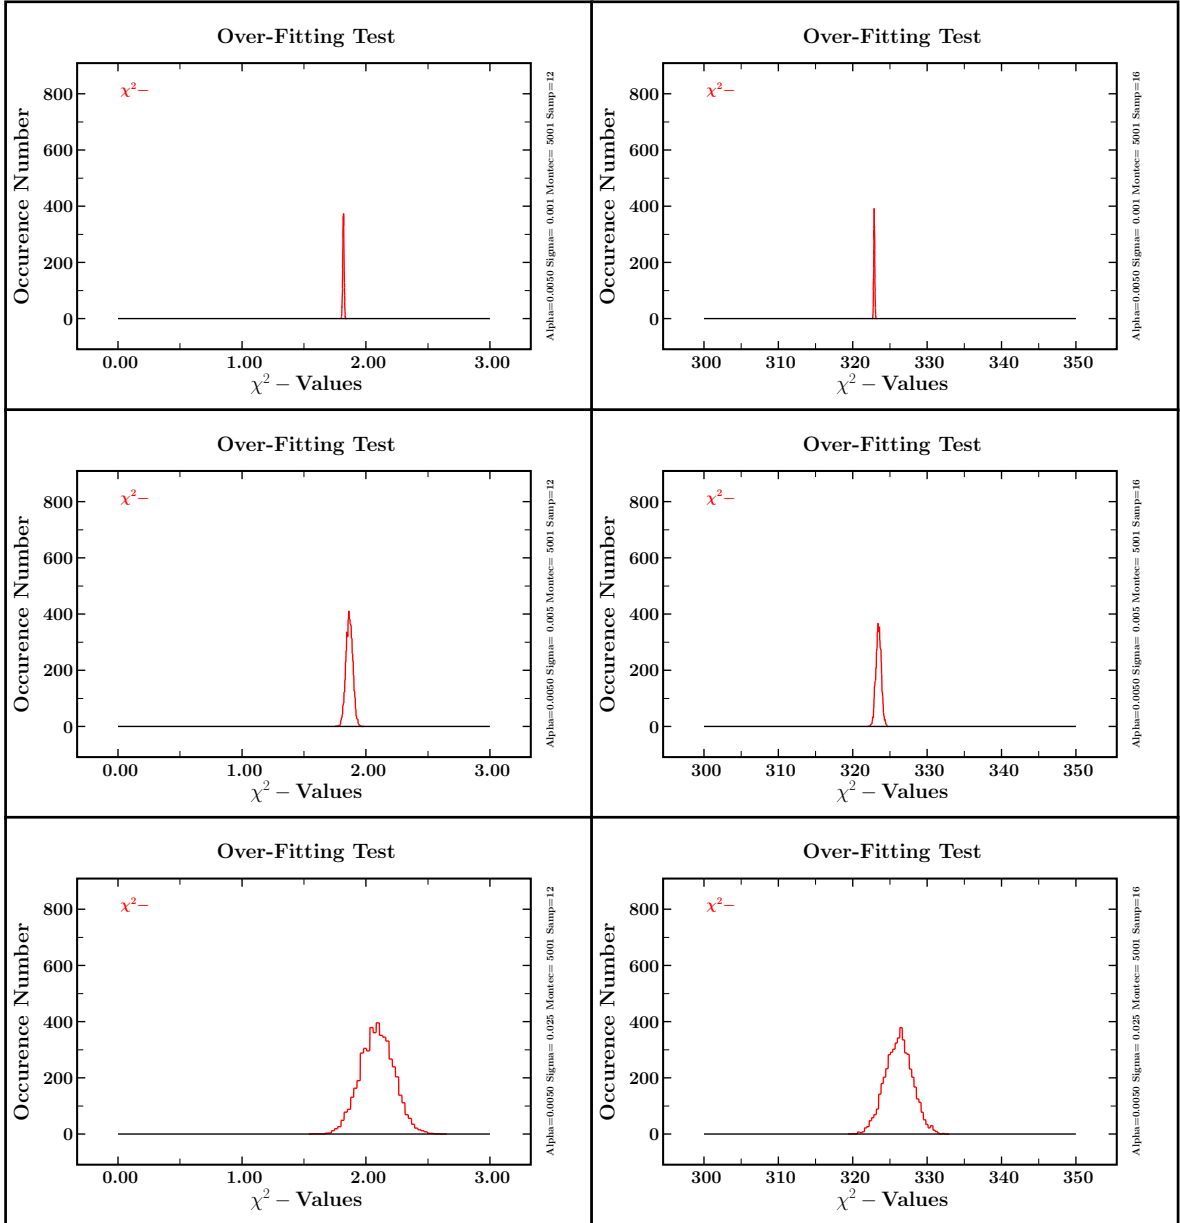 Over-Fitting Test
χ²−
Occurence Number
800
600
400
200
0
0.00 1.00 2.00 3.00
χ² − Values
Alpha=0.0050 Sigma= 0.001 Montec= 5001 Samp=12
Over-Fitting Test
χ²−
Occurence Number
800
600
400
200
0
300 310 320 330 340 350
χ² − Values
Alpha=0.0050 Sigma= 0.001 Montec= 5001 Samp=16
Over-Fitting Test
χ²−
Occurence Number
800
600
400
200
0
0.00 1.00 2.00 3.00
χ² − Values
Alpha=0.0050 Sigma= 0.005 Montec= 5001 Samp=12
Over-Fitting Test
χ²−
Occurence Number
800
600
400
200
0
300 310 320 330 340 350
χ² − Values
Alpha=0.0050 Sigma= 0.005 Montec= 5001 Samp=16
Over-Fitting Test
χ²−
Occurence Number
800
600
400
200
0
0.00 1.00 2.00 3.00
χ² − Values
Alpha=0.0050 Sigma= 0.025 Montec= 5001 Samp=12
Over-Fitting Test
χ²−
Occurence Number
800
600
400
200
0
300 310 320 330 340 350
χ² − Values
Alpha=0.0050 Sigma= 0.025 Montec= 5001 Samp=16